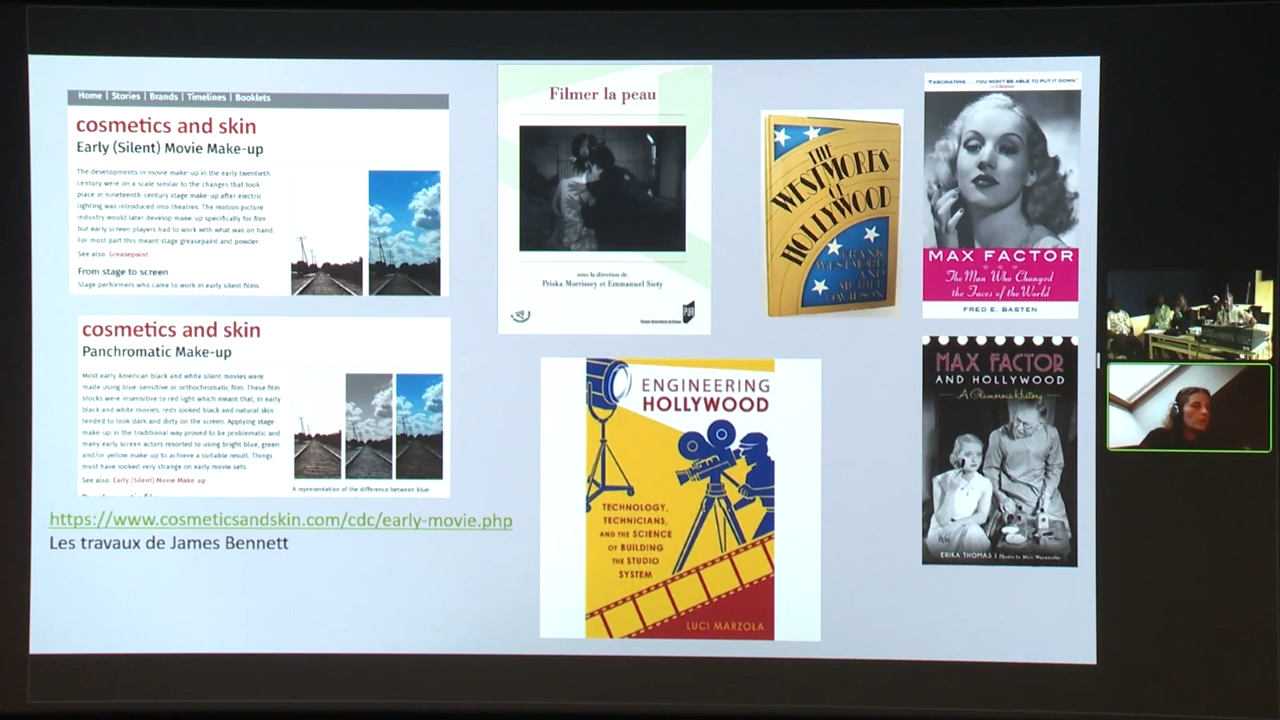 Home | Stories | Brands | Timelines | Booklets
cosmetics and skin
Early (Silent) Movie Make-up
The developments in movie make-up in the early twentieth
century were on a scale similar to the changes that took
place in nineteenth century stage make-up after electric
lighting was introduced into theatres. The motion picture
industry would later develop make-up specifically for film
but early screen players had to work with what was on hand.
For most part this meant stage greasepaint and powder
See also Greasepaint
From stage to screen
Stage performers who came to work in early silent films
cosmetics and skin
Panchromatic Make-up
Most early American black and white silent movies were
made using blue-sensitive or orthochromatic film. These film
stocks were insensitive to red light which meant that, in early
black and white movies, reds looked black and natural skin
tended to look dark and dirty on the screen. Applying stage
make-up in the traditional way proved to be problematic and
many early screen actors resorted to using bright blue, green
and/or yellow make-up to achieve a suitable result. Things
must have looked very strange on early movie sets.
See also Early (Silent) Movie Make-up
A representation of the difference between blue
https://www.cosmeticsandskin.com/cdc/early-movie.php
Les travaux de James Bennett
Filmer la peau
sous la direction de
Priska Morrissey et Emmanuel Siety
PUR
THE
WESTMORES
OF
HOLLYWOOD
FRANK
WESTMORE
AND
MURIEL
DAVIDSON
"FASCINATING . . . YOU WON'T BE ABLE TO PUT IT DOWN."
MAX FACTOR
The Man Who Changed
the Faces of the World
FRED E. BASTEN
ENGINEERING
HOLLYWOOD
TECHNOLOGY,
TECHNICIANS,
AND THE SCIENCE
OF BUILDING
THE STUDIO
SYSTEM
LUCI MARZOLA
MAX FACTOR
AND HOLLYWOOD
A Glamorous History
ERIKA THOMAS